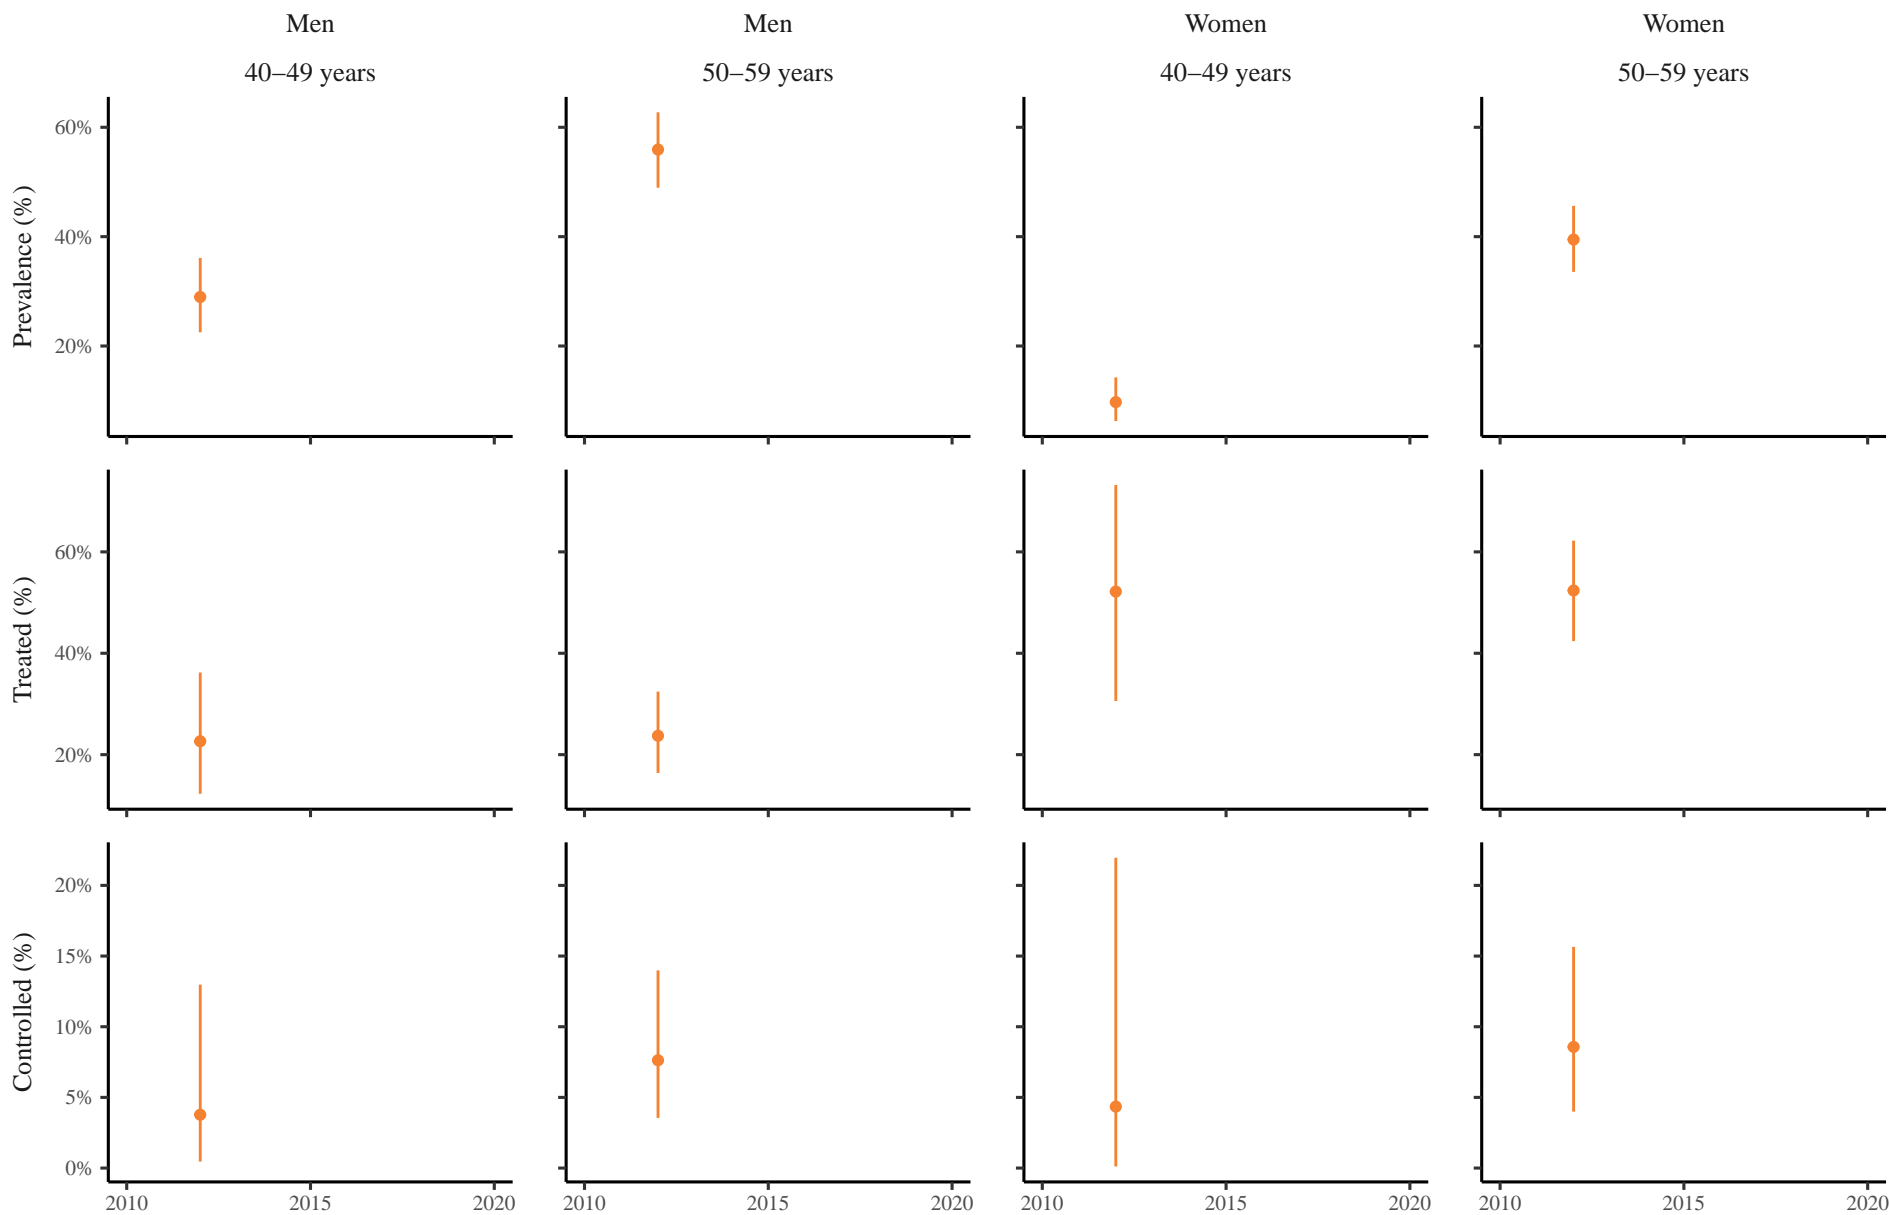 Men Men Women Women
40–49 years 50–59 years 40–49 years 50–59 years
Prevalence (%)
60%
40%
20%
Treated (%)
60%
40%
20%
Controlled (%)
20%
15%
10%
5%
0%
2010 2015 2020 2010 2015 2020 2010 2015 2020 2010 2015 2020